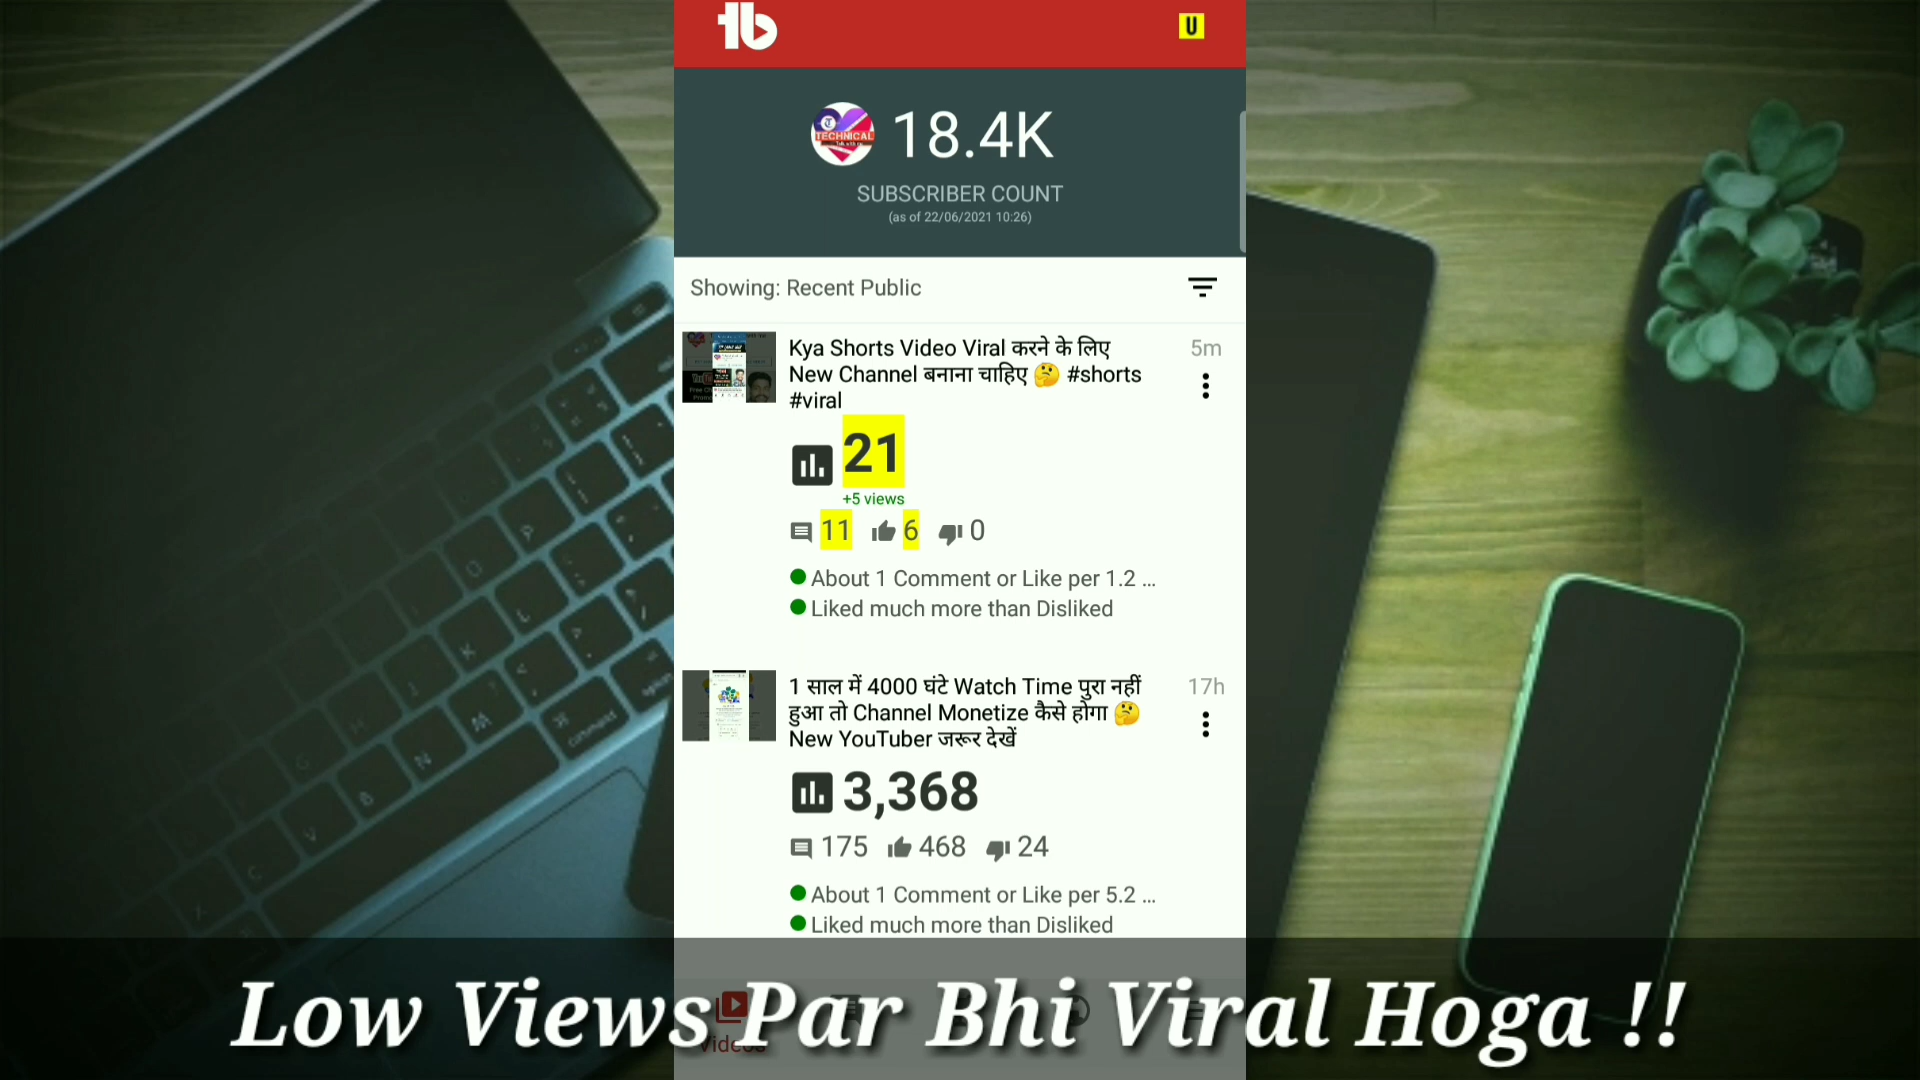 tb
U
TECHNICAL
18.4K
SUBSCRIBER COUNT
(as of 22/06/2021 10:26)
Showing: Recent Public
Kya Shorts Video Viral करने के लिए
New Channel बनाना चाहिए 🤔 #shorts
#viral
5m
21
+5 views
11 6 0
About 1 Comment or Like per 1.2 ...
Liked much more than Disliked
1 साल में 4000 घंटे Watch Time पुरा नहीं
हुआ तो Channel Monetize कैसे होगा 🤔
New YouTuber जरूर देखें
17h
3,368
175 468 24
About 1 Comment or Like per 5.2 ...
Liked much more than Disliked
Videos
Low Views Par Bhi Viral Hoga !!